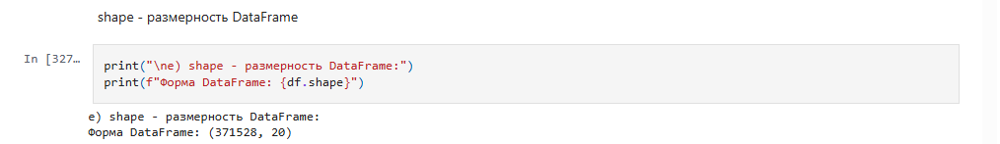 shape - размерность DataFrame
In [327…
print("\ne) shape - размерность DataFrame:")
print(f"Форма DataFrame: {df.shape}")
e) shape - размерность DataFrame:
Форма DataFrame: (371528, 20)